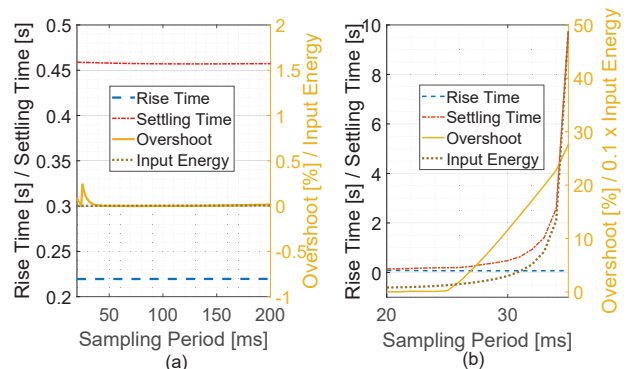 Rise Time [s] / Settling Time [s]
0.5
0.45
0.4
0.35
0.3
0.25
0.2
50
100
150
200
2
1.5
1
0.5
0
-0.5
-1
Overshoot [%] / Input Energy
Rise Time
Settling Time
Overshoot
Input Energy
Sampling Period [ms]
(a)
Rise Time [s] / Settling Time [s]
10
8
6
4
2
0
20
30
50
40
30
20
10
0
Overshoot [%] / 0.1 x Input Energy
Rise Time
Settling Time
Overshoot
Input Energy
Sampling Period [ms]
(b)